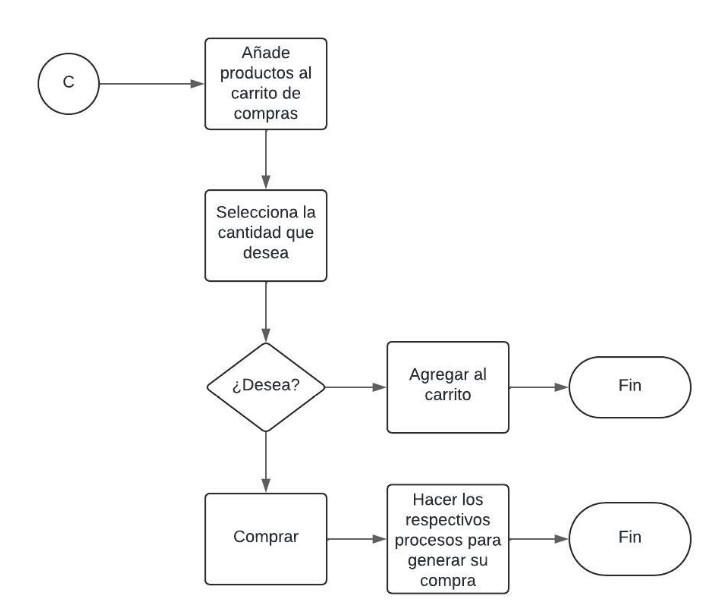 C
Añade
productos al
carrito de
compras
Selecciona la
cantidad que
desea
¿Desea?
Agregar al
carrito
Fin
Comprar
Hacer los
respectivos
procesos para
generar su
compra
Fin